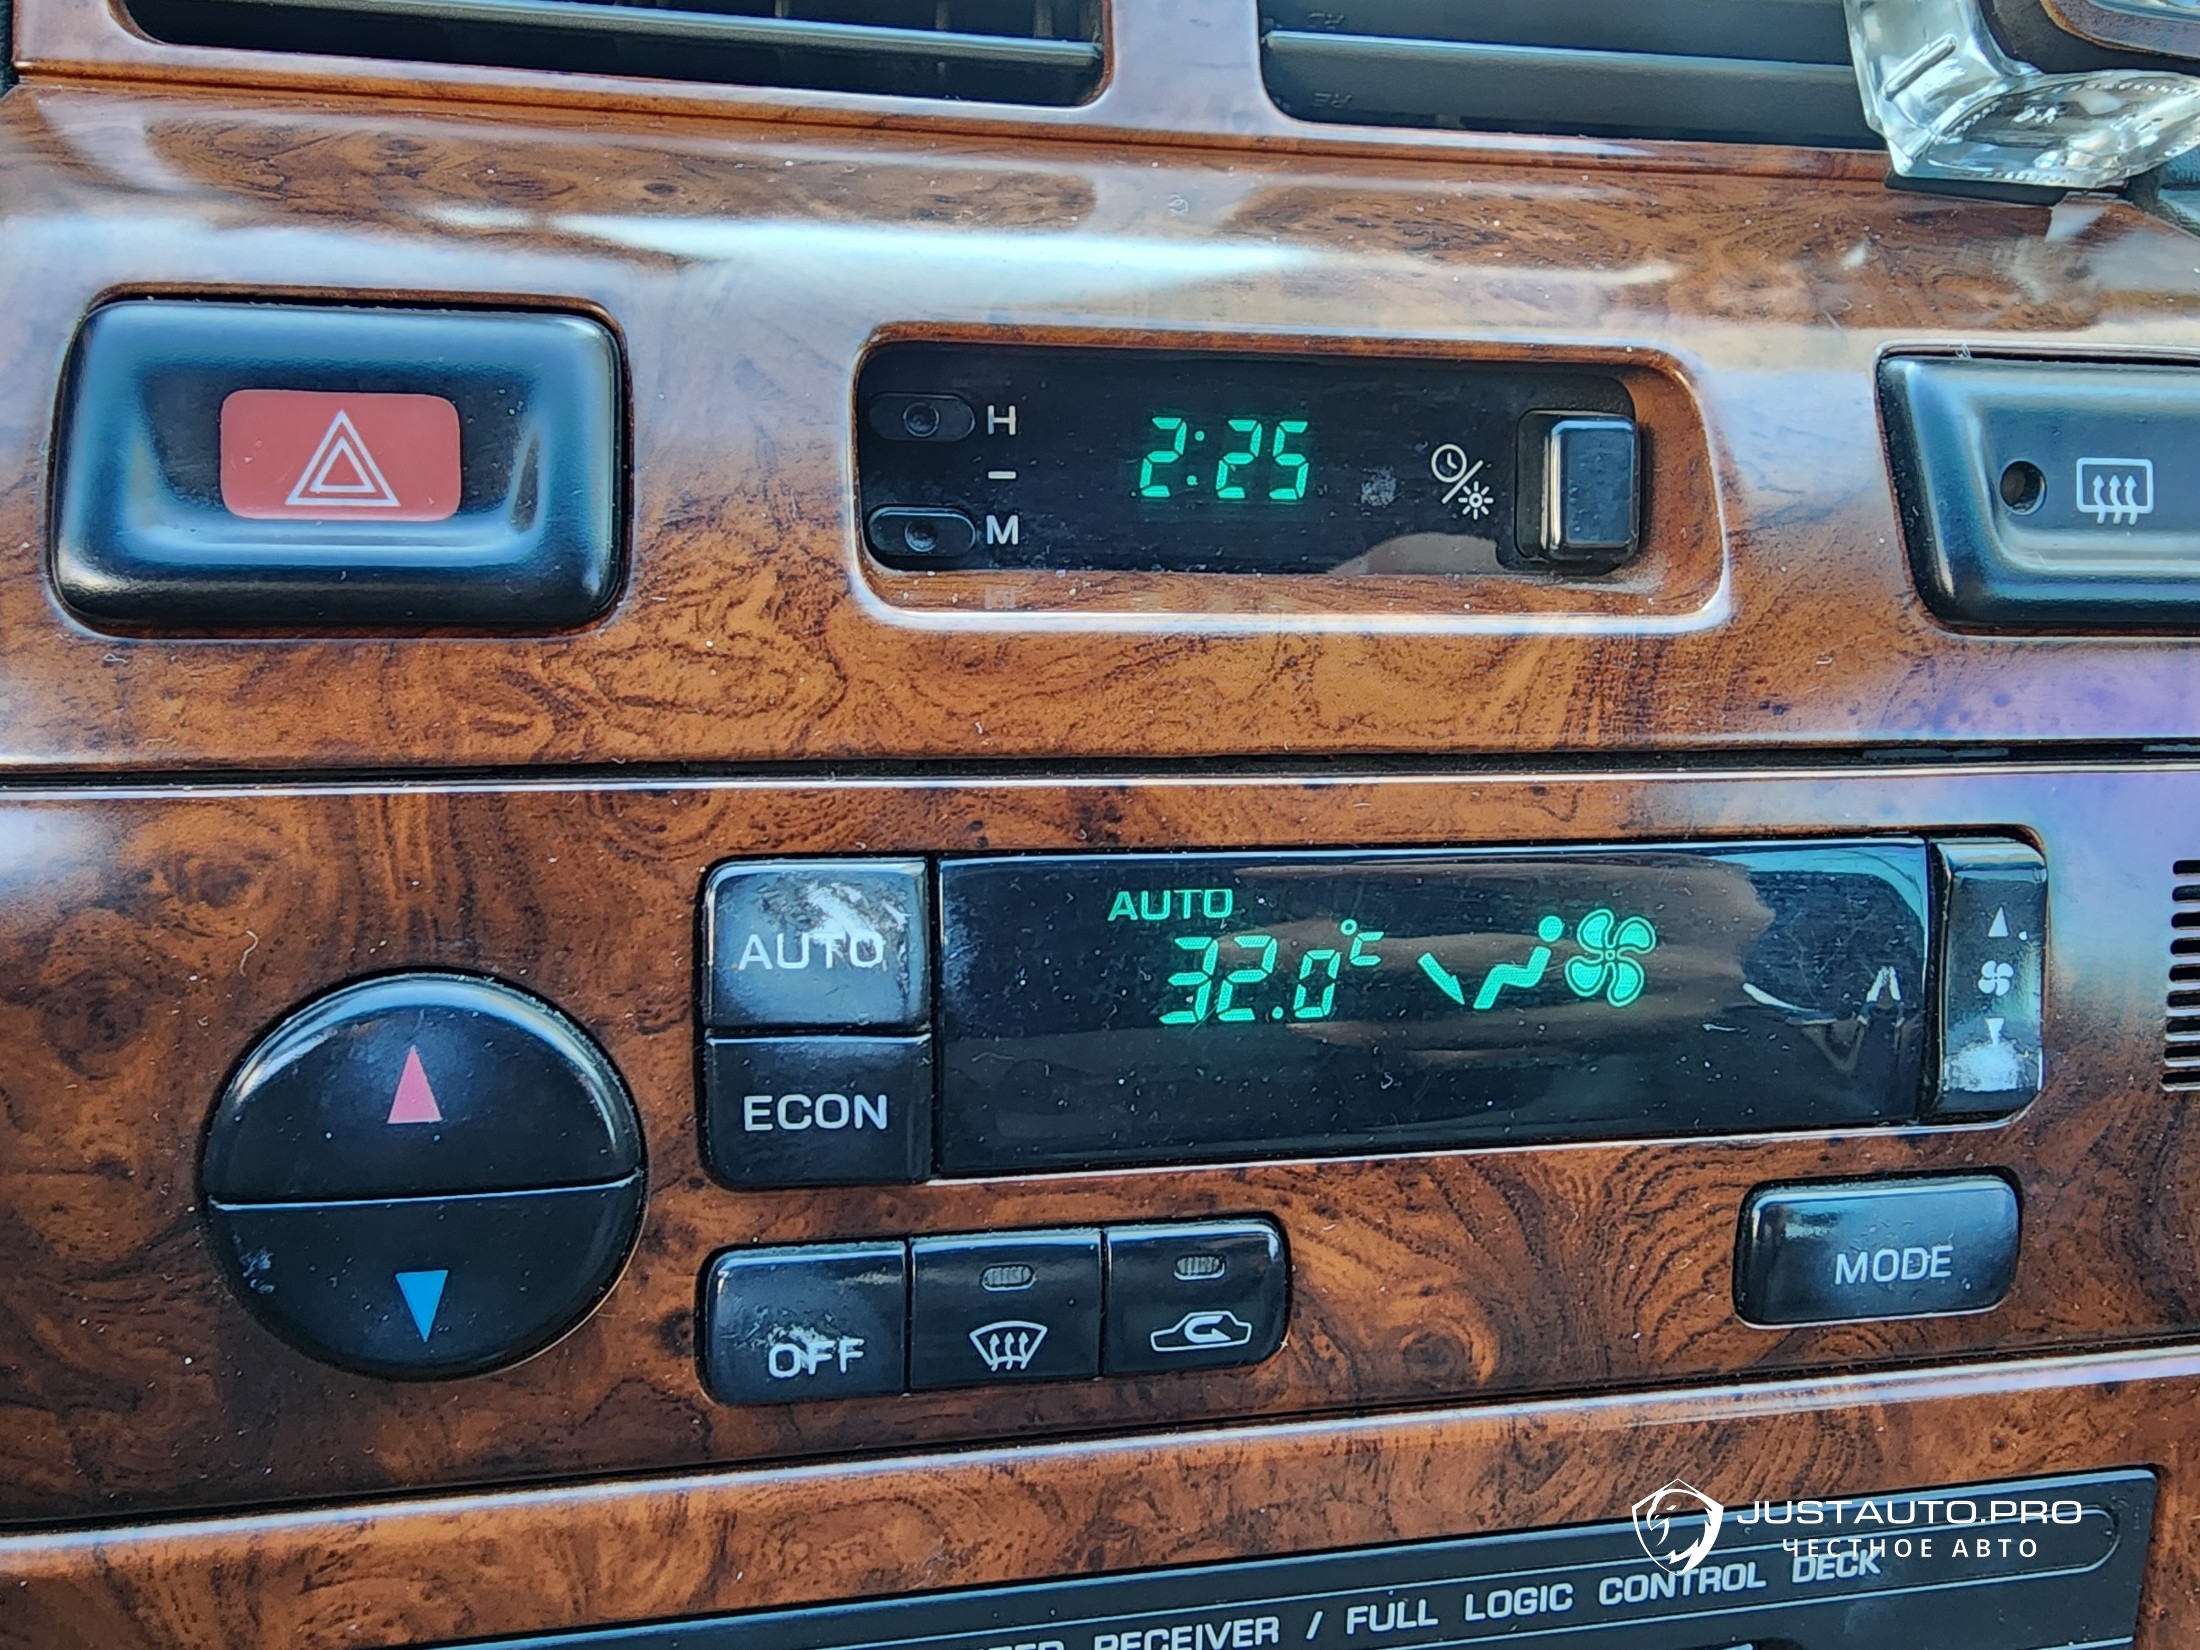 H
2:25
M
AUTO
AUTO
32.0°C
ECON
OFF
MODE
JUSTAUTO.PRO
ЧЕСТНОЕ АВТО
RECEIVER / FULL LOGIC CONTROL DECK